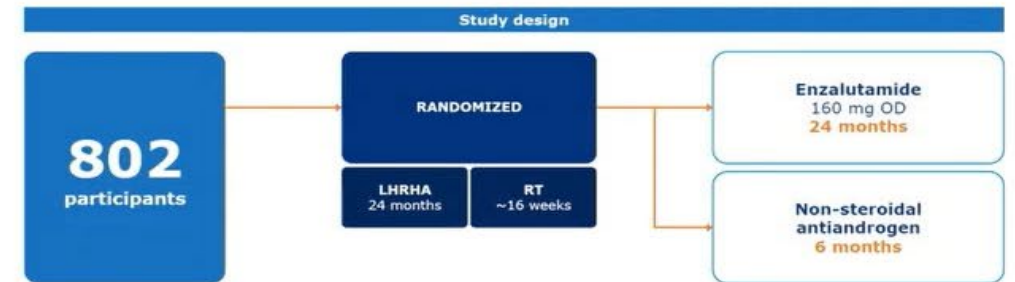 Study design
802
participants
RANDOMIZED
LHRHA
24 months
RT
~16 weeks
Enzalutamide
160 mg OD
24 months
Non-steroidal
antiandrogen
6 months